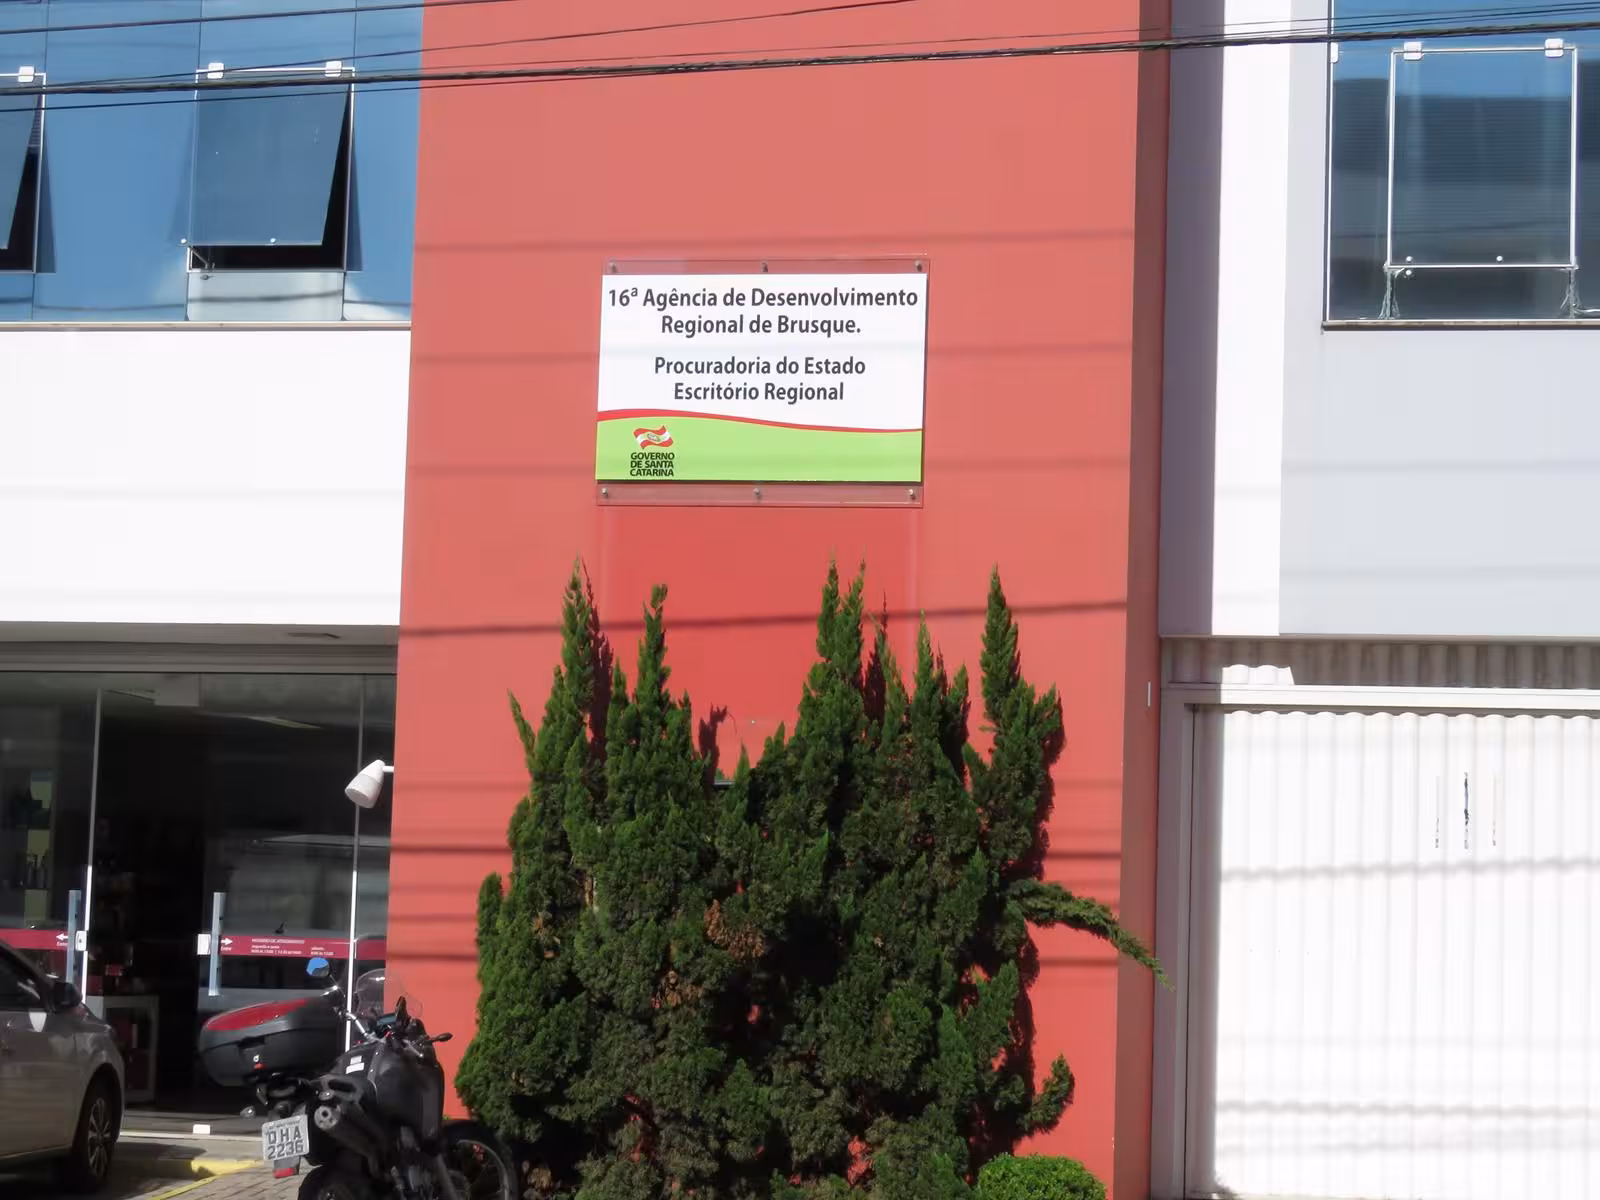 16ª Agência de Desenvolvimento
Regional de Brusque.
Procuradoria do Estado
Escritório Regional
GOVERNO
DE SANTA
CATARINA
DHA
2236